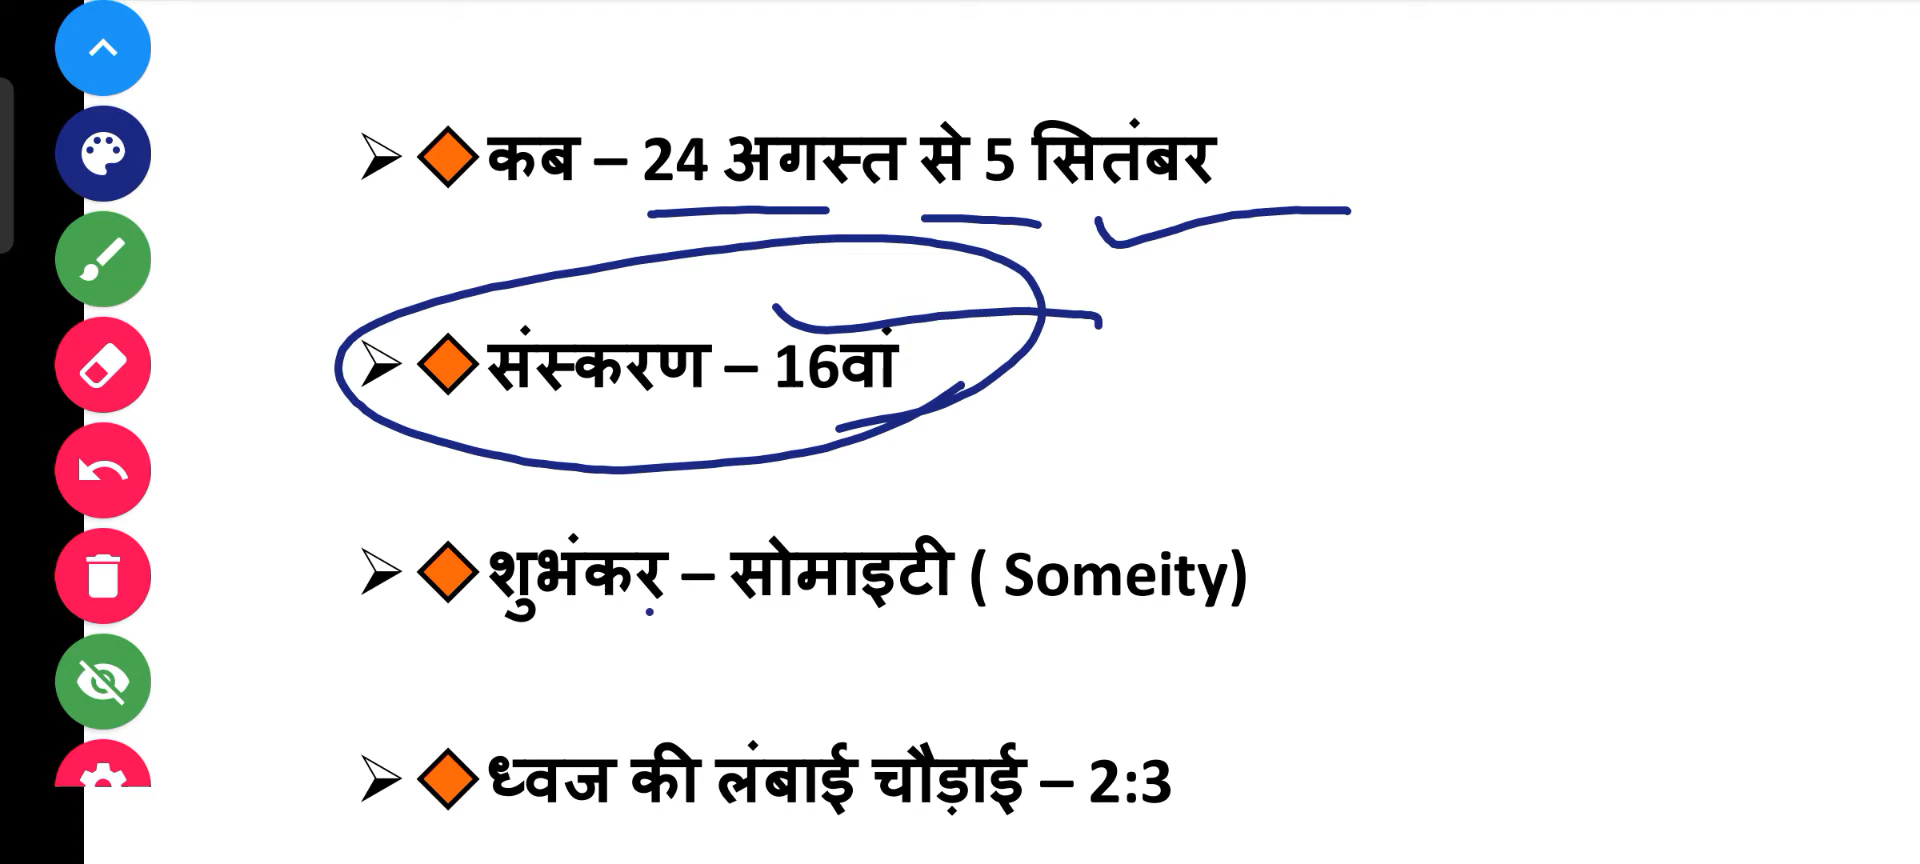 कब – 24 अगस्त से 5 सितंबर
संस्करण – 16वां
शुभंकर – सोमाइटी ( Someity)
ध्वज की लंबाई चौड़ाई – 2:3